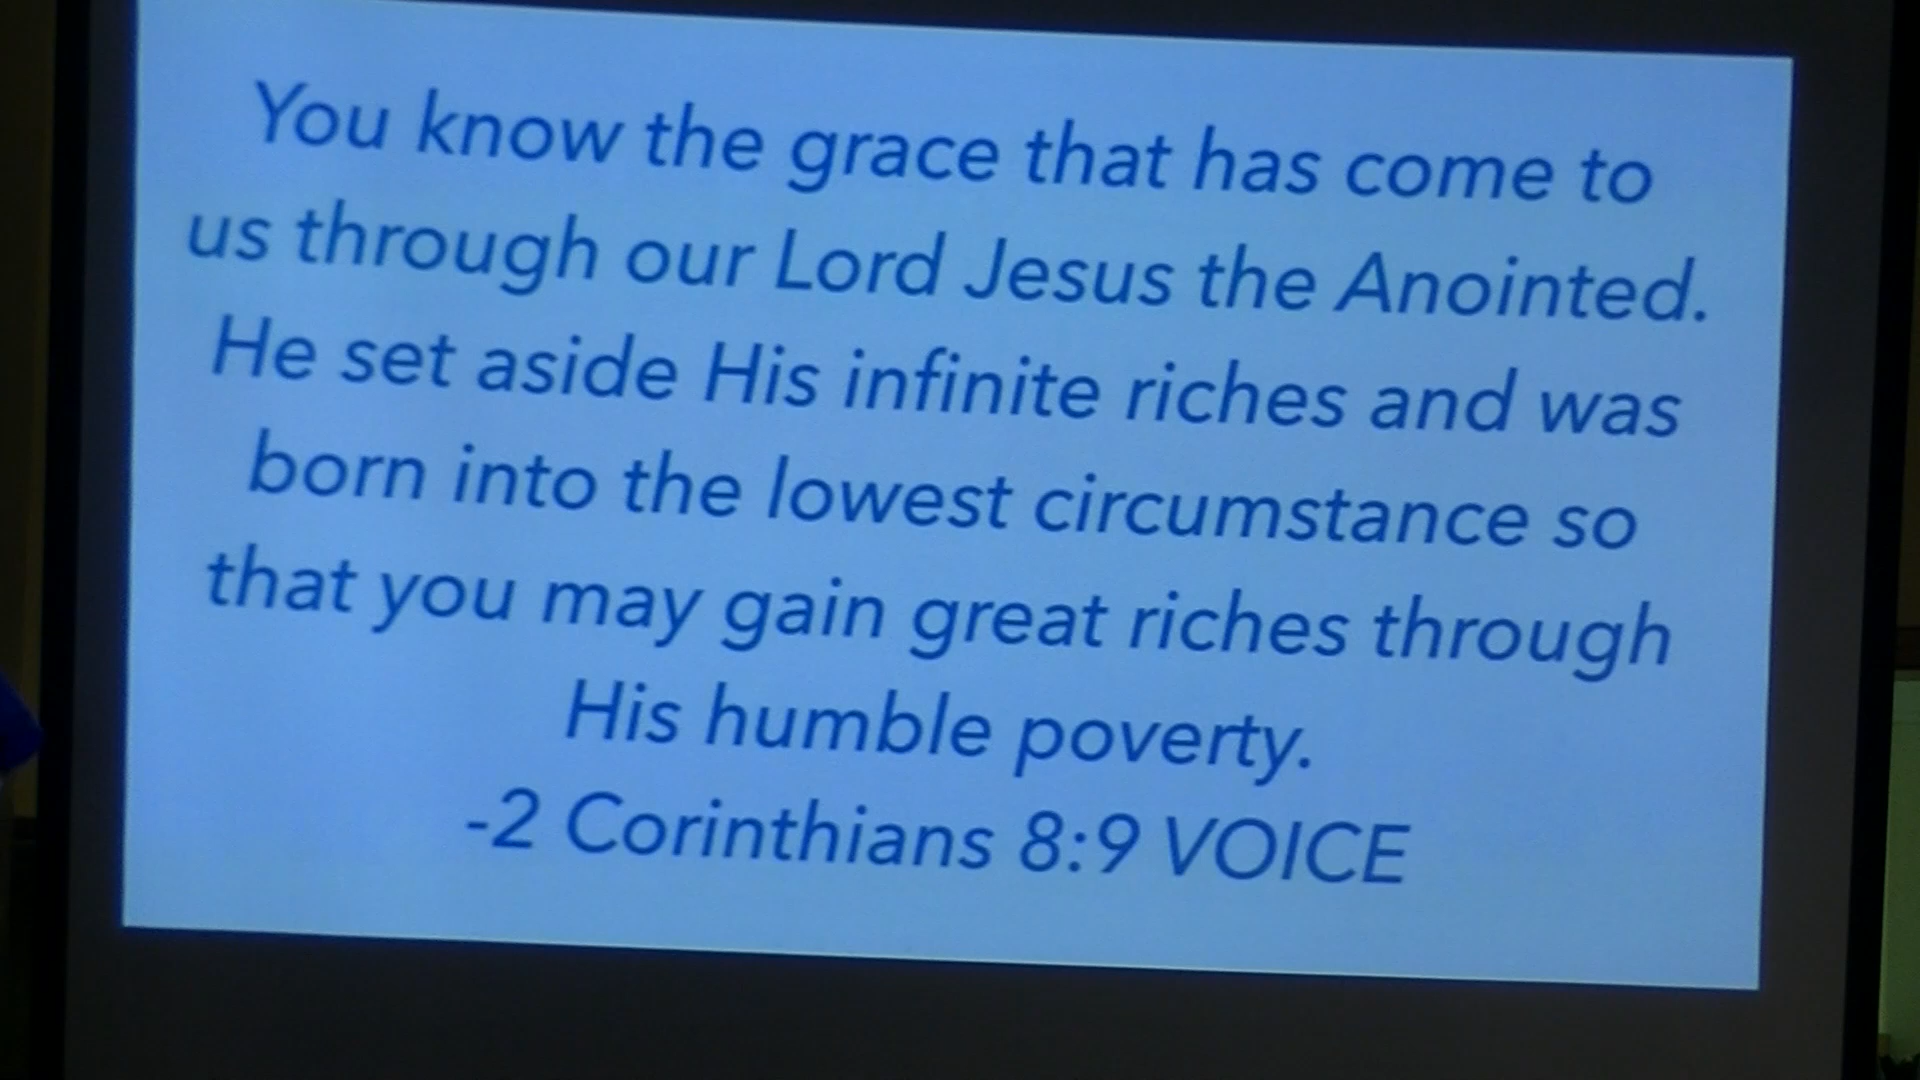 You know the grace that has come to
us through our Lord Jesus the Anointed.
He set aside His infinite riches and was
born into the lowest circumstance so
that you may gain great riches through
His humble poverty.
-2 Corinthians 8:9 VOICE